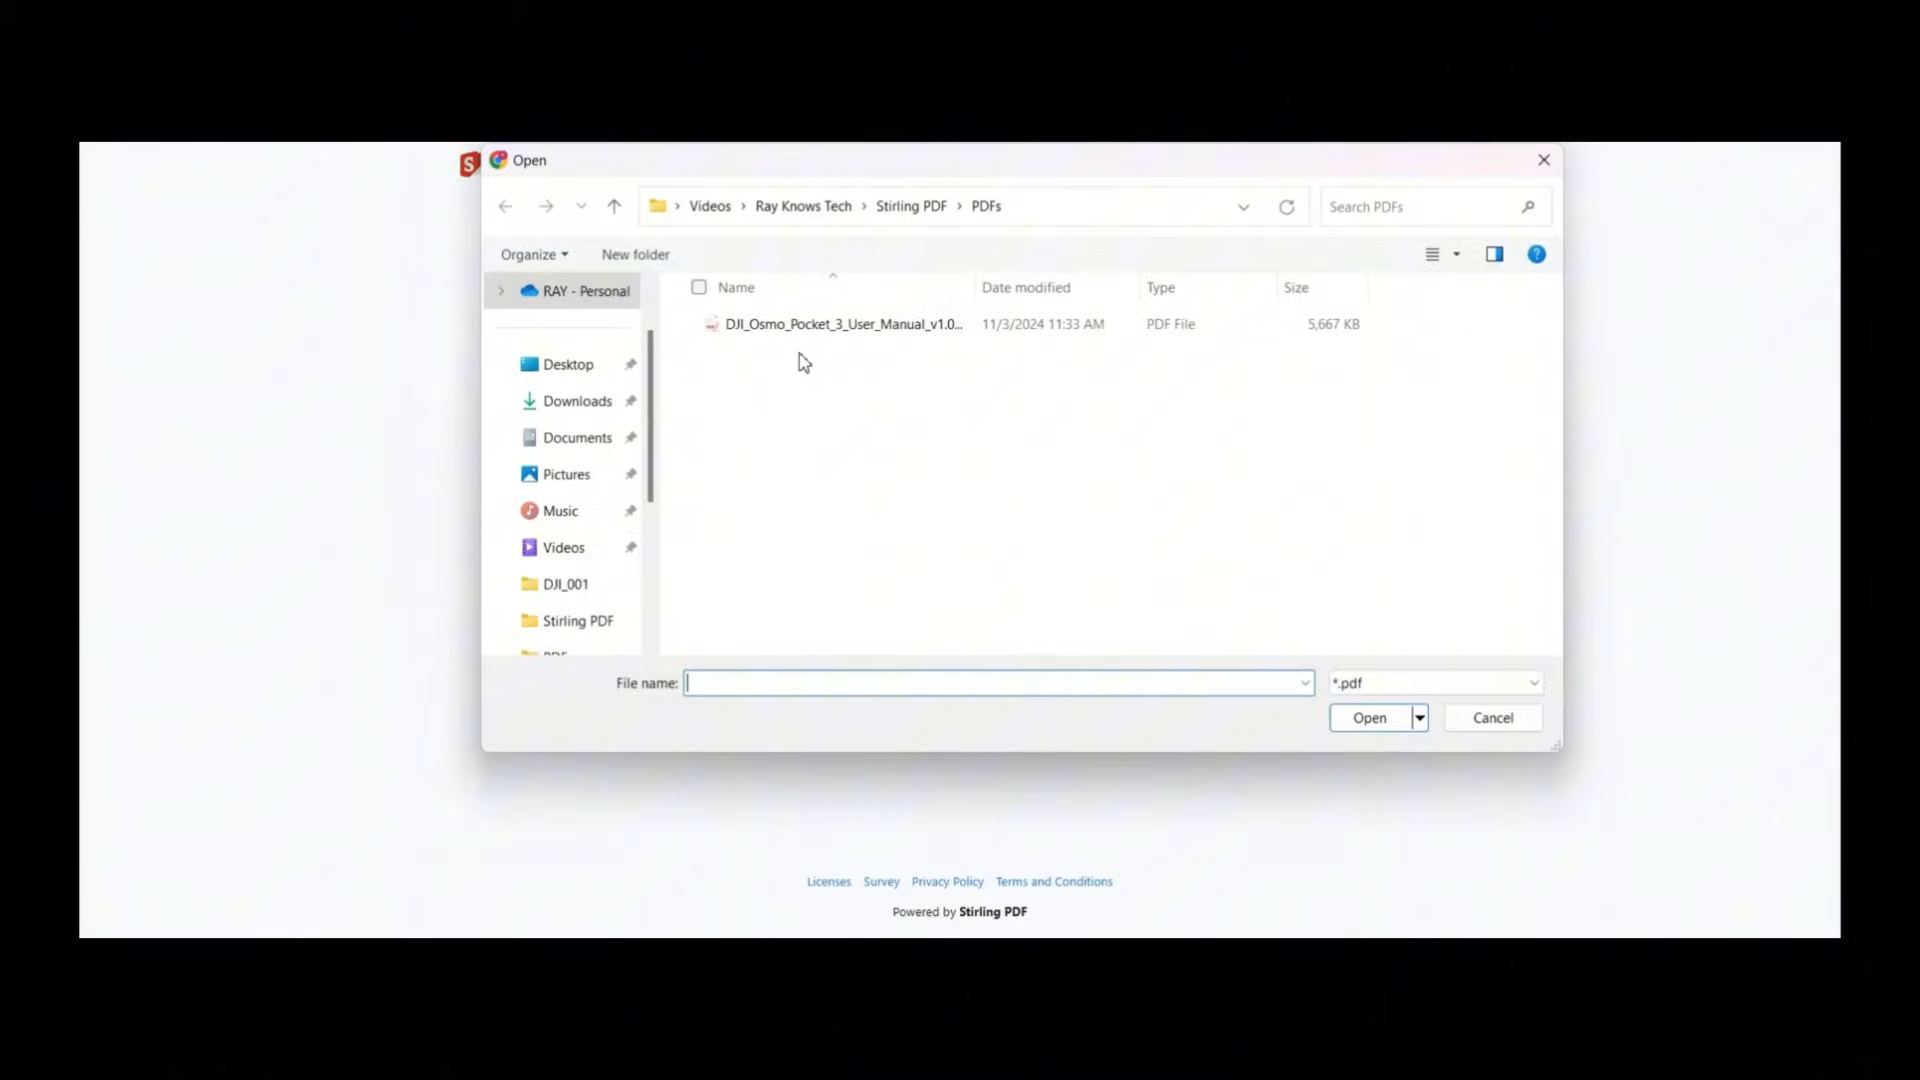 S Open
Videos > Ray Knows Tech > Stirling PDF > PDFs
Search PDFs
Organize
New folder
RAY - Personal
Name
Date modified
Type
Size
DJI_Osmo_Pocket_3_User_Manual_v1.0...
11/3/2024 11:33 AM
PDF File
5,667 KB
Desktop
Downloads
Documents
Pictures
Music
Videos
DJI_001
Stirling PDF
File name:
*.pdf
Open
Cancel
Licenses Survey Privacy Policy Terms and Conditions
Powered by Stirling PDF